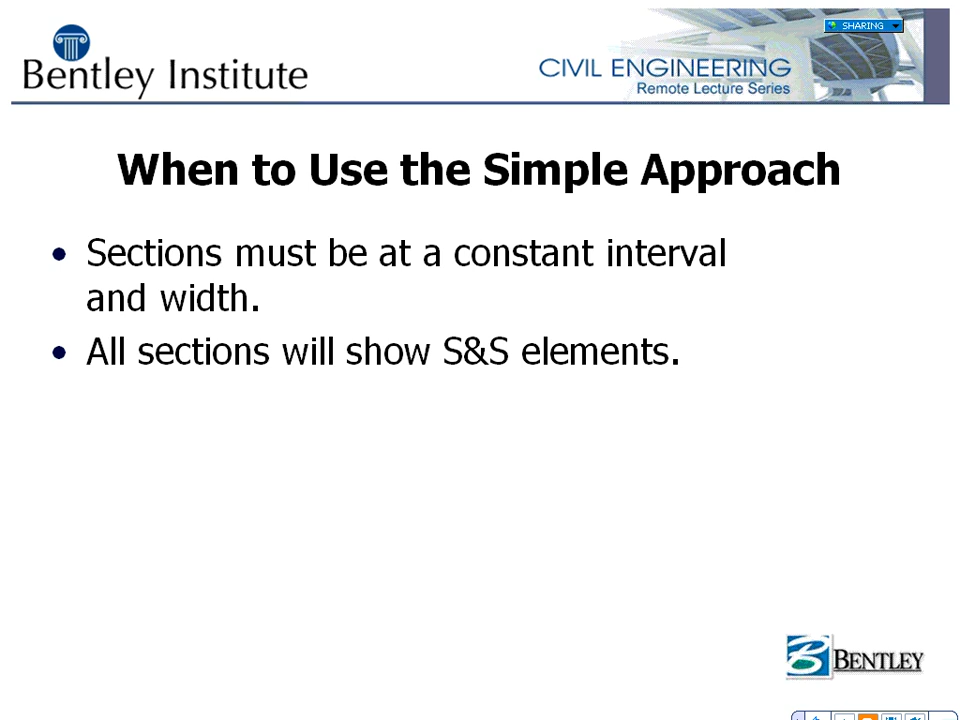 SHARING
Bentley Institute
CIVIL ENGINEERING
Remote Lecture Series
When to Use the Simple Approach
• Sections must be at a constant interval
and width.
• All sections will show S&S elements.
BENTLEY